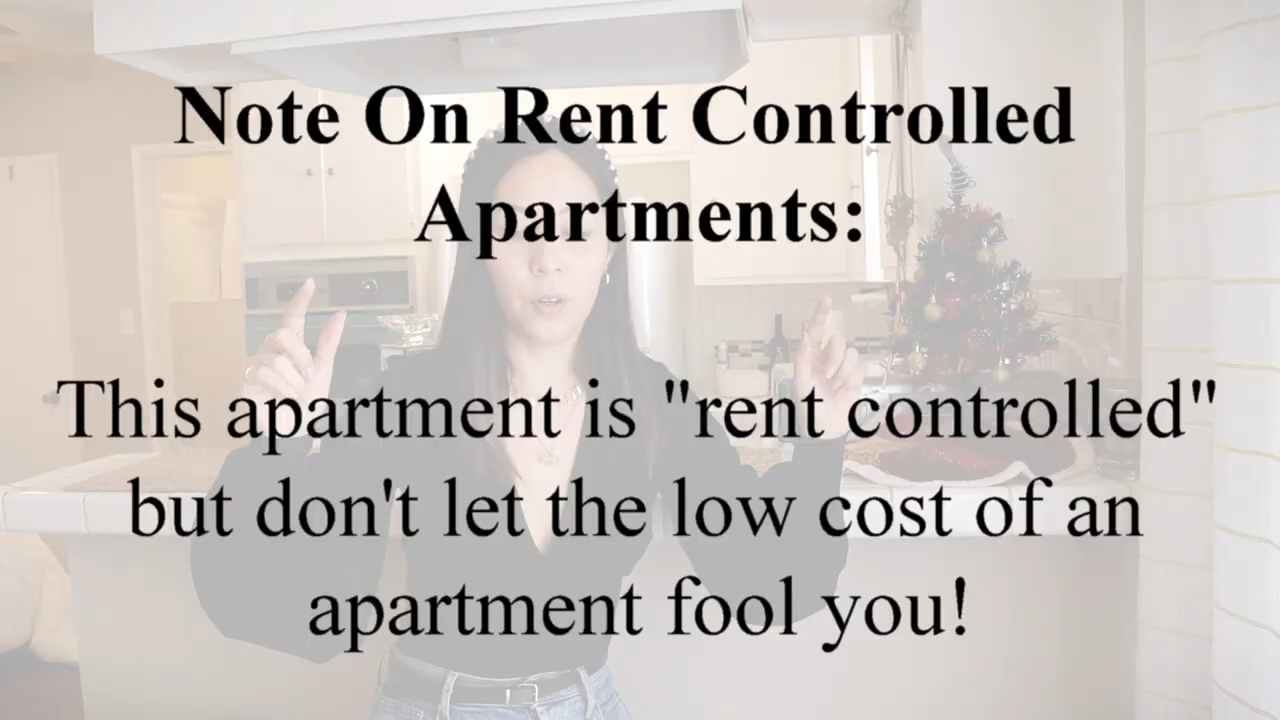 Note On Rent Controlled
Apartments:
This apartment is "rent controlled"
but don't let the low cost of an
apartment fool you!